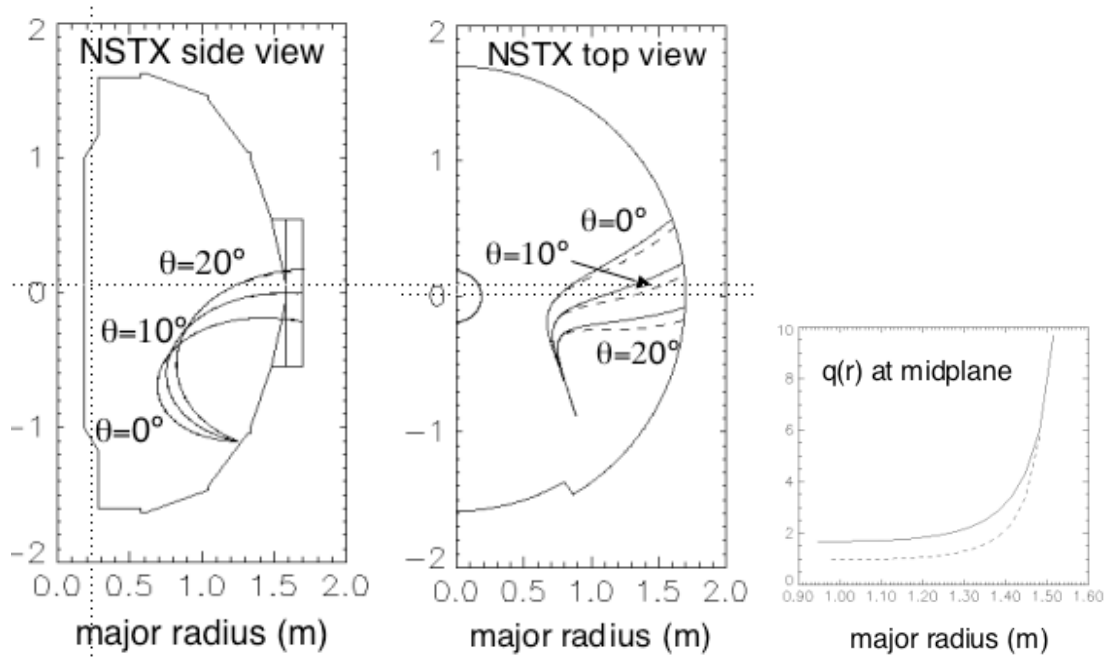 NSTX side view
2
1
0
-1
-2
0.0 0.5 1.0 1.5 2.0
θ=20°
θ=10°
θ=0°
major radius (m)
NSTX top view
2
1
0
-1
-2
0.0 0.5 1.0 1.5 2.0
θ=0°
θ=10°
θ=20°
major radius (m)
q(r) at midplane
10
8
6
4
2
0
0.90 1.00 1.10 1.20 1.30 1.40 1.50 1.60
major radius (m)